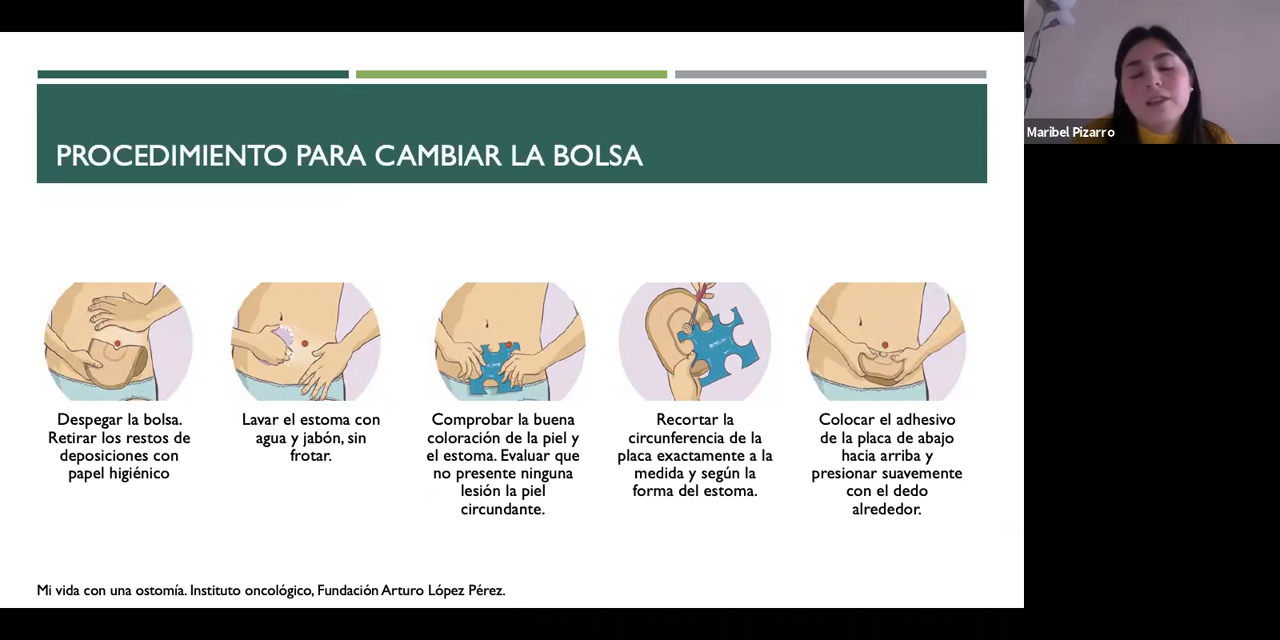 Maribel Pizarro
PROCEDIMIENTO PARA CAMBIAR LA BOLSA
Despegar la bolsa.
Retirar los restos de
deposiciones con
papel higiénico
Lavar el estoma con
agua y jabón, sin
frotar.
Comprobar la buena
coloración de la piel y
el estoma. Evaluar que
no presente ninguna
lesión la piel
circundante.
Recortar la
circunferencia de la
placa exactamente a la
medida y según la
forma del estoma.
Colocar el adhesivo
de la placa de abajo
hacia arriba y
presionar suavemente
con el dedo
alrededor.
Mi vida con una ostomía. Instituto oncológico, Fundación Arturo López Pérez.